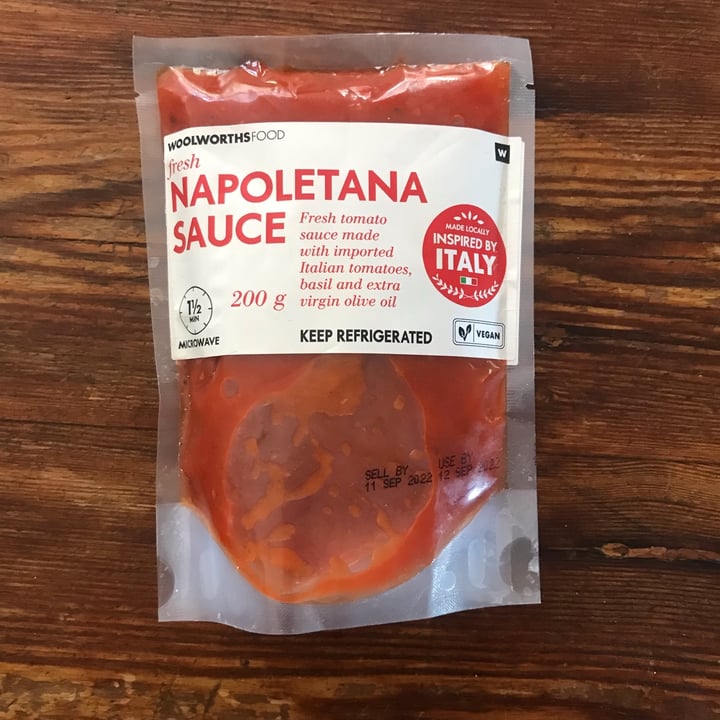 WOOLWORTHSFOOD
W
fresh
NAPOLETANA
SAUCE
Fresh tomato
sauce made
with imported
Italian tomatoes,
basil and extra
virgin olive oil
MADE LOCALLY
INSPIRED BY
ITALY
1½
MIN
MICROWAVE
200 g
KEEP REFRIGERATED
VEGAN
SELL BY USE BY
11 SEP 2022 12 SEP 2022